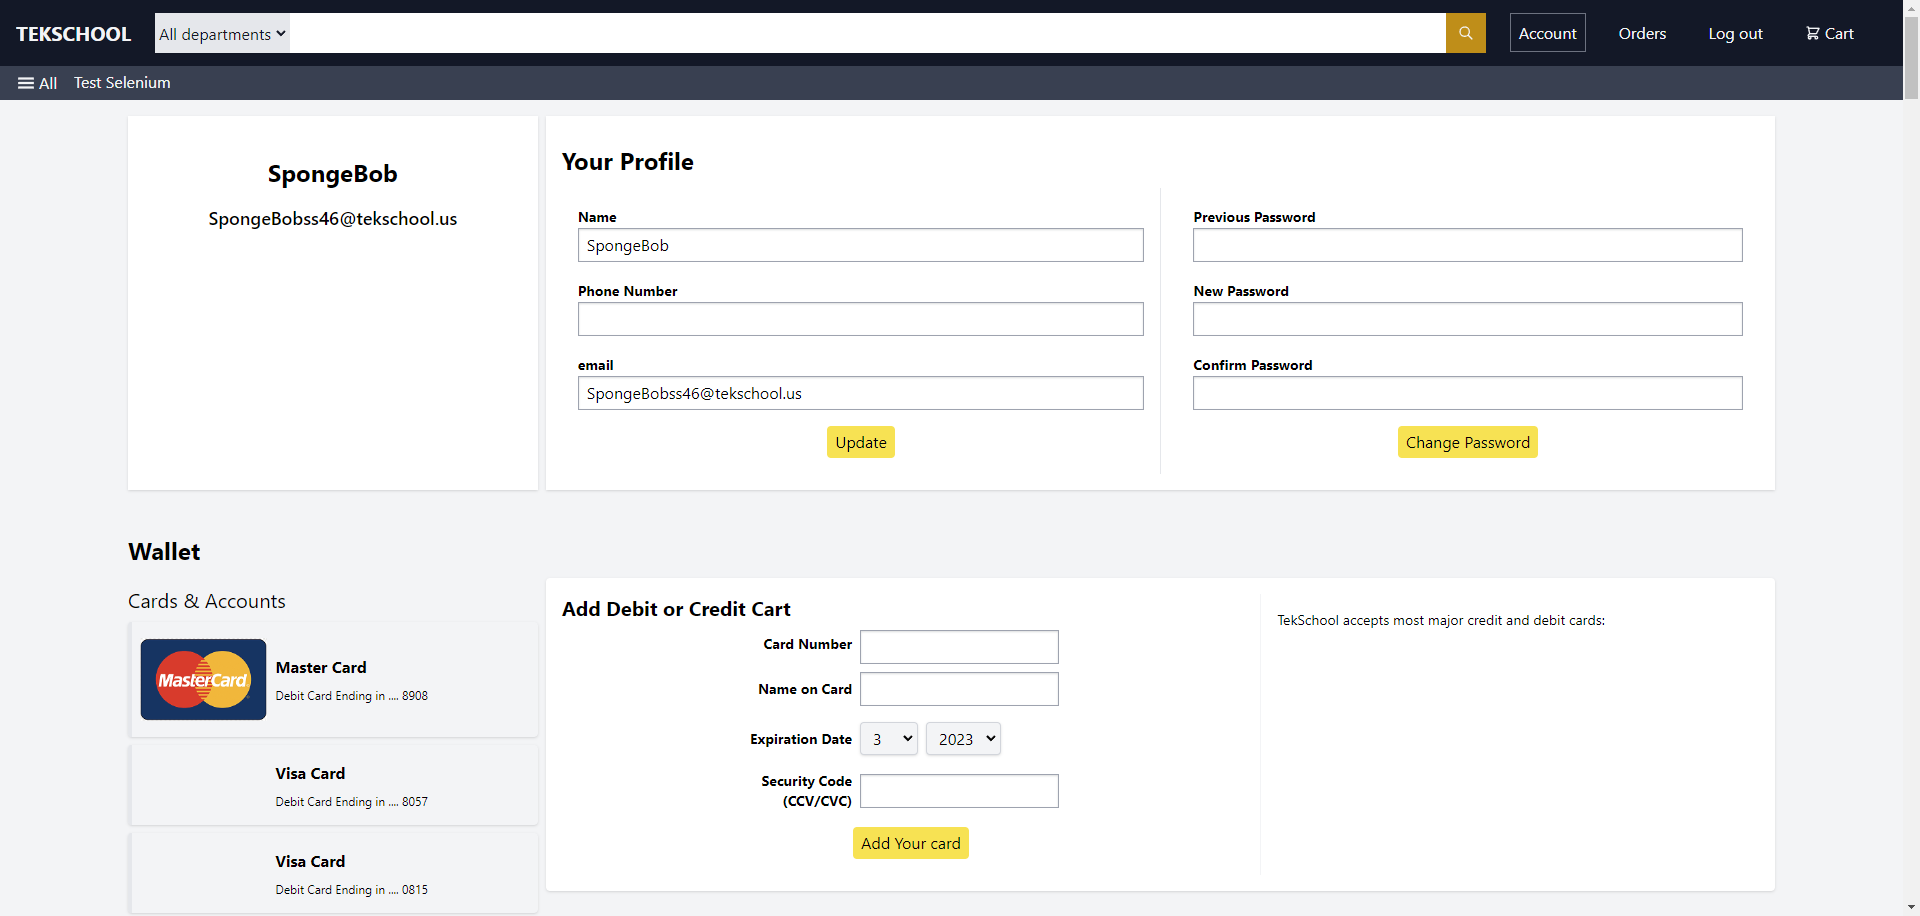 TEKSCHOOL
All departments
Account
Orders
Log out
Cart
All
Test Selenium
SpongeBob
SpongeBobss46@tekschool.us
Your Profile
Name
SpongeBob
Phone Number
email
SpongeBobss46@tekschool.us
Update
Previous Password
New Password
Confirm Password
Change Password
Wallet
Cards & Accounts
MasterCard
Master Card
Debit Card Ending in .... 8908
Visa Card
Debit Card Ending in .... 8057
Visa Card
Debit Card Ending in .... 0815
Add Debit or Credit Cart
Card Number
Name on Card
Expiration Date
3
2023
Security Code
(CCV/CVC)
Add Your card
TekSchool accepts most major credit and debit cards: